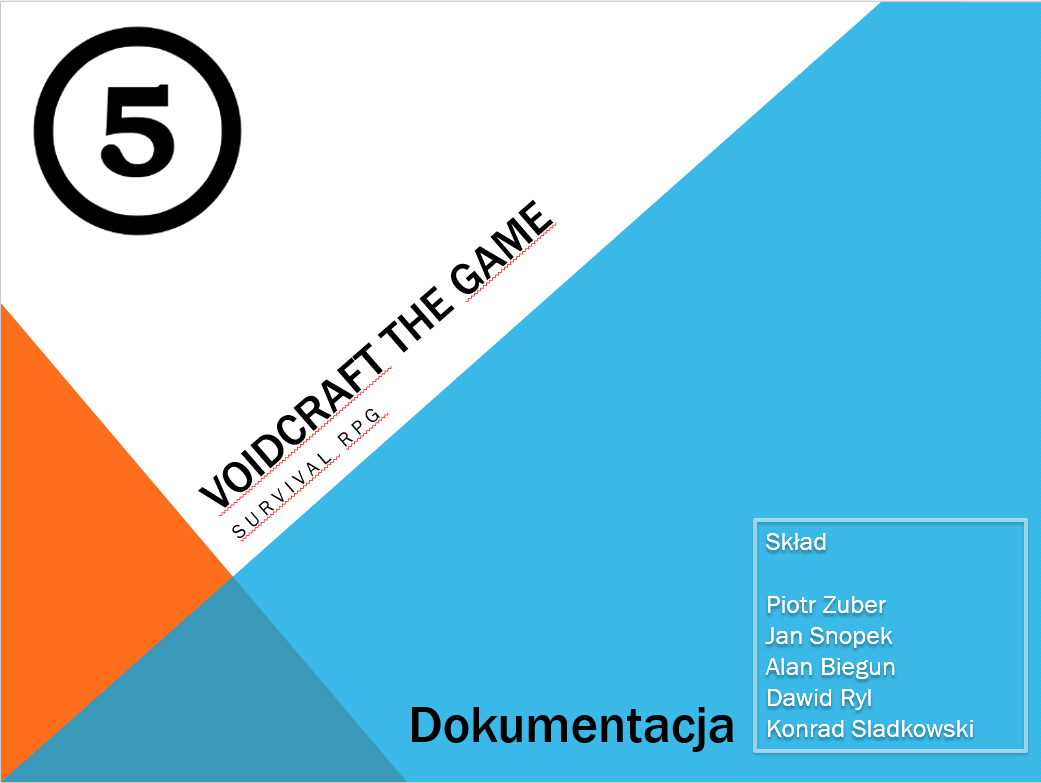 5
VOIDCRAFT THE GAME
SURVIVAL RPG
Dokumentacja
Skład
Piotr Zuber
Jan Snopek
Alan Biegun
Dawid Ryl
Konrad Sladkowski